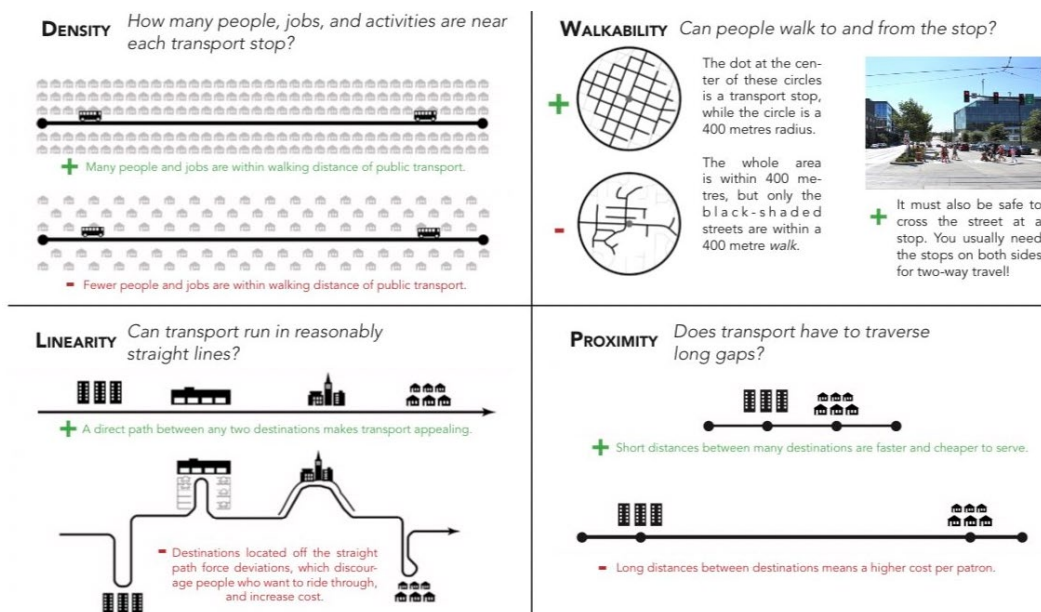 DENSITY How many people, jobs, and activities are near
each transport stop?
+ Many people and jobs are within walking distance of public transport.
- Fewer people and jobs are within walking distance of public transport.
WALKABILITY Can people walk to and from the stop?
+
-
The dot at the cen-
ter of these circles
is a transport stop,
while the circle is a
400 metres radius.
The whole area
is within 400 me-
tres, but only the
black-shaded
streets are within a
400 metre walk.
+ It must also be safe to
cross the street at a
stop. You usually need
the stops on both sides
for two-way travel!
LINEARITY Can transport run in reasonably
straight lines?
+ A direct path between any two destinations makes transport appealing.
- Destinations located off the straight
path force deviations, which discour-
age people who want to ride through,
and increase cost.
PROXIMITY Does transport have to traverse
long gaps?
+ Short distances between many destinations are faster and cheaper to serve.
- Long distances between destinations means a higher cost per patron.